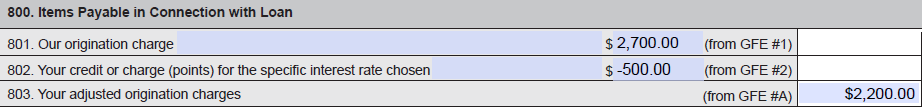 800. Items Payable in Connection with Loan
801. Our origination charge $ 2,700.00 (from GFE #1)
802. Your credit or charge (points) for the specific interest rate chosen $ -500.00 (from GFE #2)
803. Your adjusted origination charges (from GFE #A) $2,200.00